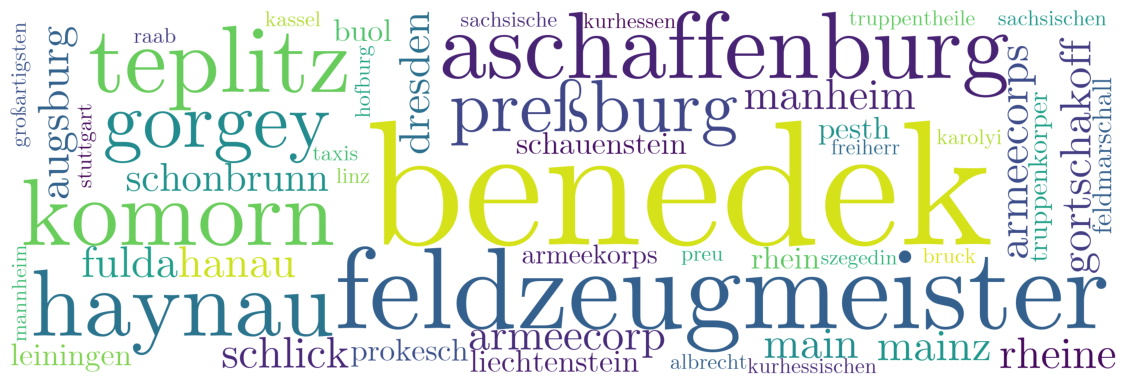 großartigsten
augsburg
stuttgart
raab
kassel
teplitz
buol
hofburg
dresden
sachsische
kurhessen
truppentheile
sachsischen
aschaffenburg
preßburg
manheim
gorgey
schauenstein
pesth
freiherr
karolyi
armeecorps
truppenkorper
gortschakoff
feldmarschall
taxis
schonbrunn
linz
komorn
benedek
mannheim
fulda
hanau
armeekorps
preu
rhein
szegedin
bruck
haynau
feldzeugmeister
leiningen
schlick
prokesch
armeecorp
liechtenstein
albrecht
kurhessischen
main
mainz
rheine